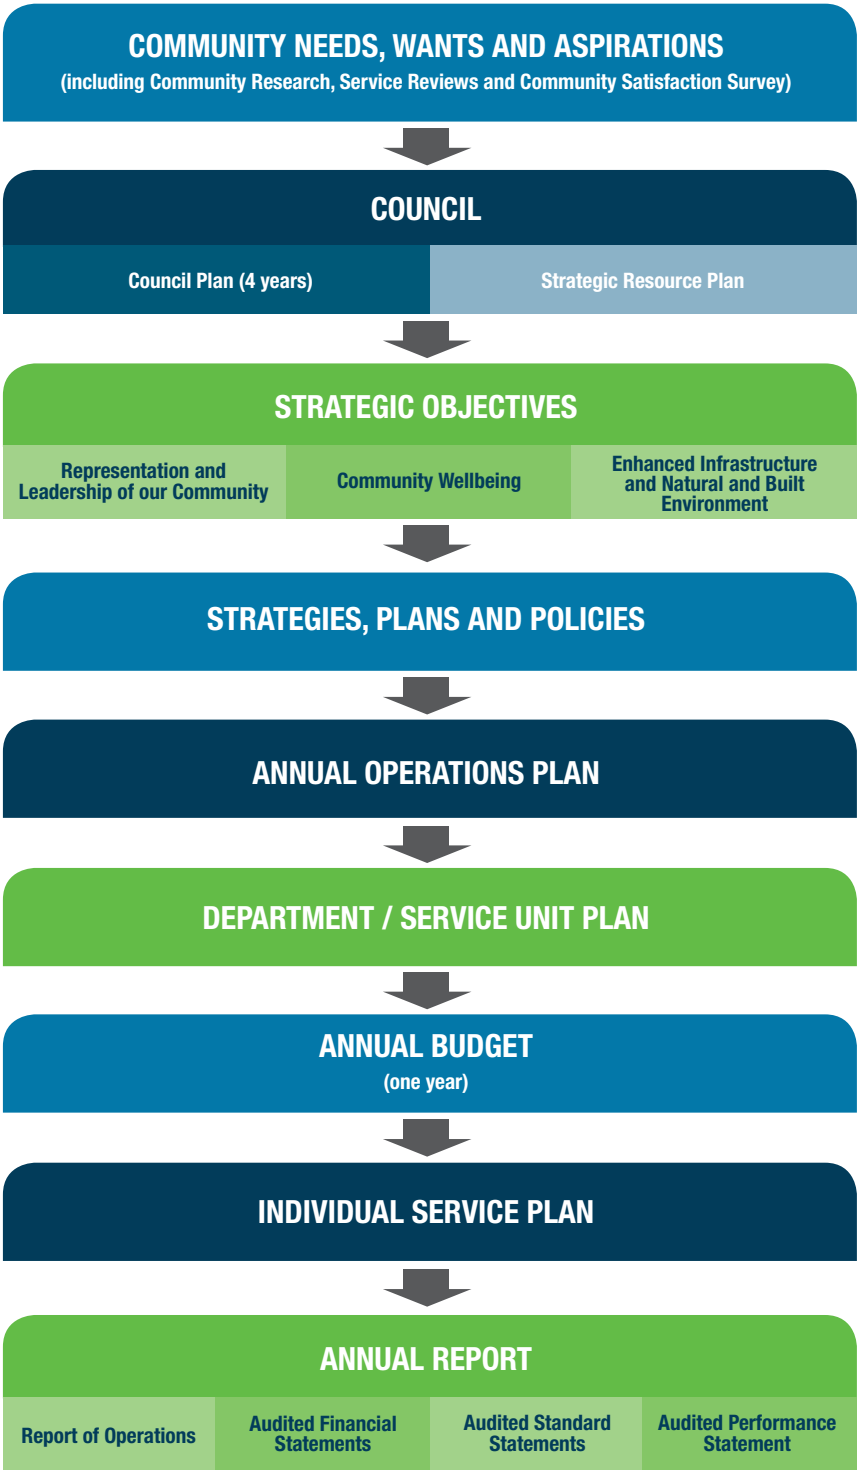 COMMUNITY NEEDS, WANTS AND ASPIRATIONS
(including Community Research, Service Reviews and Community Satisfaction Survey)
COUNCIL
Council Plan (4 years)
Strategic Resource Plan
STRATEGIC OBJECTIVES
Representation and
Leadership of our Community
Community Wellbeing
Enhanced Infrastructure
and Natural and Built
Environment
STRATEGIES, PLANS AND POLICIES
ANNUAL OPERATIONS PLAN
DEPARTMENT / SERVICE UNIT PLAN
ANNUAL BUDGET
(one year)
INDIVIDUAL SERVICE PLAN
ANNUAL REPORT
Report of Operations
Audited Financial
Statements
Audited Standard
Statements
Audited Performance
Statement